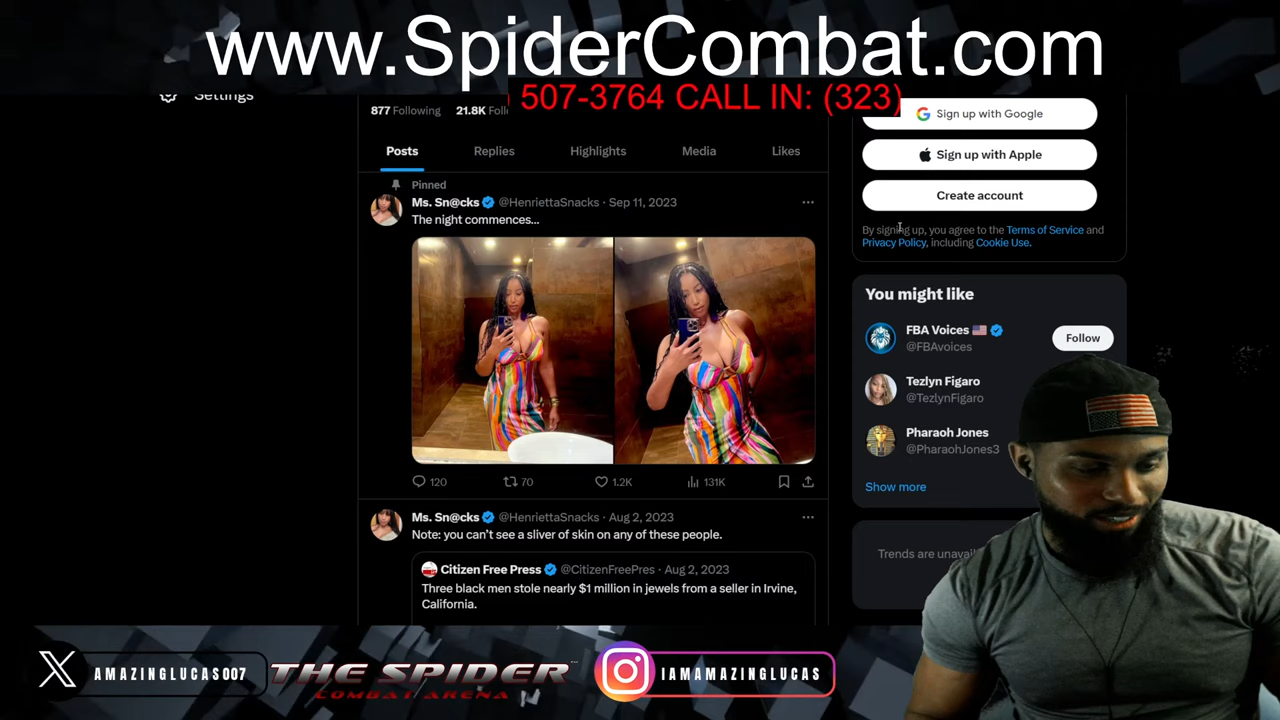 www.SpiderCombat.com
507-3764 CALL IN: (323)
Settings
877 Following 21.8K
Posts Replies Highlights Media Likes
Pinned
Ms. Sn@cks @HenriettaSnacks · Sep 11, 2023
The night commences...
120 70 1.2K 131K
Ms. Sn@cks @HenriettaSnacks · Aug 2, 2023
Note: you can't see a sliver of skin on any of these people.
Citizen Free Press @CitizenFreePres · Aug 2, 2023
Three black men stole nearly $1 million in jewels from a seller in Irvine,
California.
Sign up with Google
Sign up with Apple
Create account
By signing up, you agree to the Terms of Service and
Privacy Policy, including Cookie Use.
You might like
FBA Voices
@FBAvoices
Follow
Tezlyn Figaro
@TezlynFigaro
Pharaoh Jones
@PharaohJones3
Show more
Trends are
AMAZINGLUCAS007
THE SPIDER
COMBAT ARENA
IAMAMAZINGLUCAS